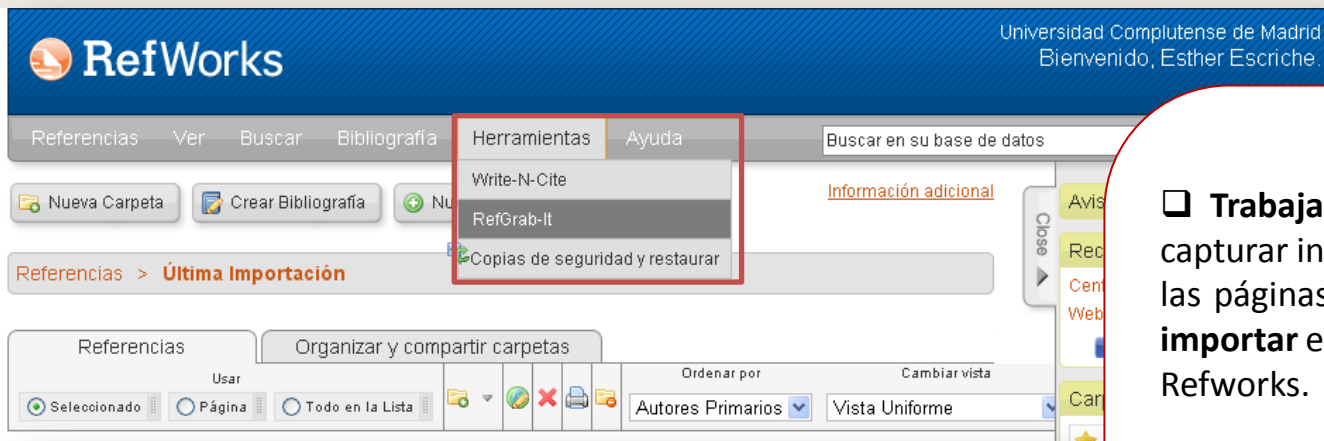 RefWorks
Universidad Complutense de Madrid
Bienvenido, Esther Escriche.
Referencias Ver Buscar Bibliografía Herramientas Ayuda
Buscar en su base de datos
Write-N-Cite
RefGrab-It
Copias de seguridad y restaurar
Nueva Carpeta Crear Bibliografía
Información adicional
Close
Referencias > Última Importación
Referencias Organizar y compartir carpetas
Usar
Seleccionado Página Todo en la Lista
Ordenar por Cambiar vista
Autores Primarios Vista Uniforme
Trabaja
capturar
las páginas
importar
Refworks.